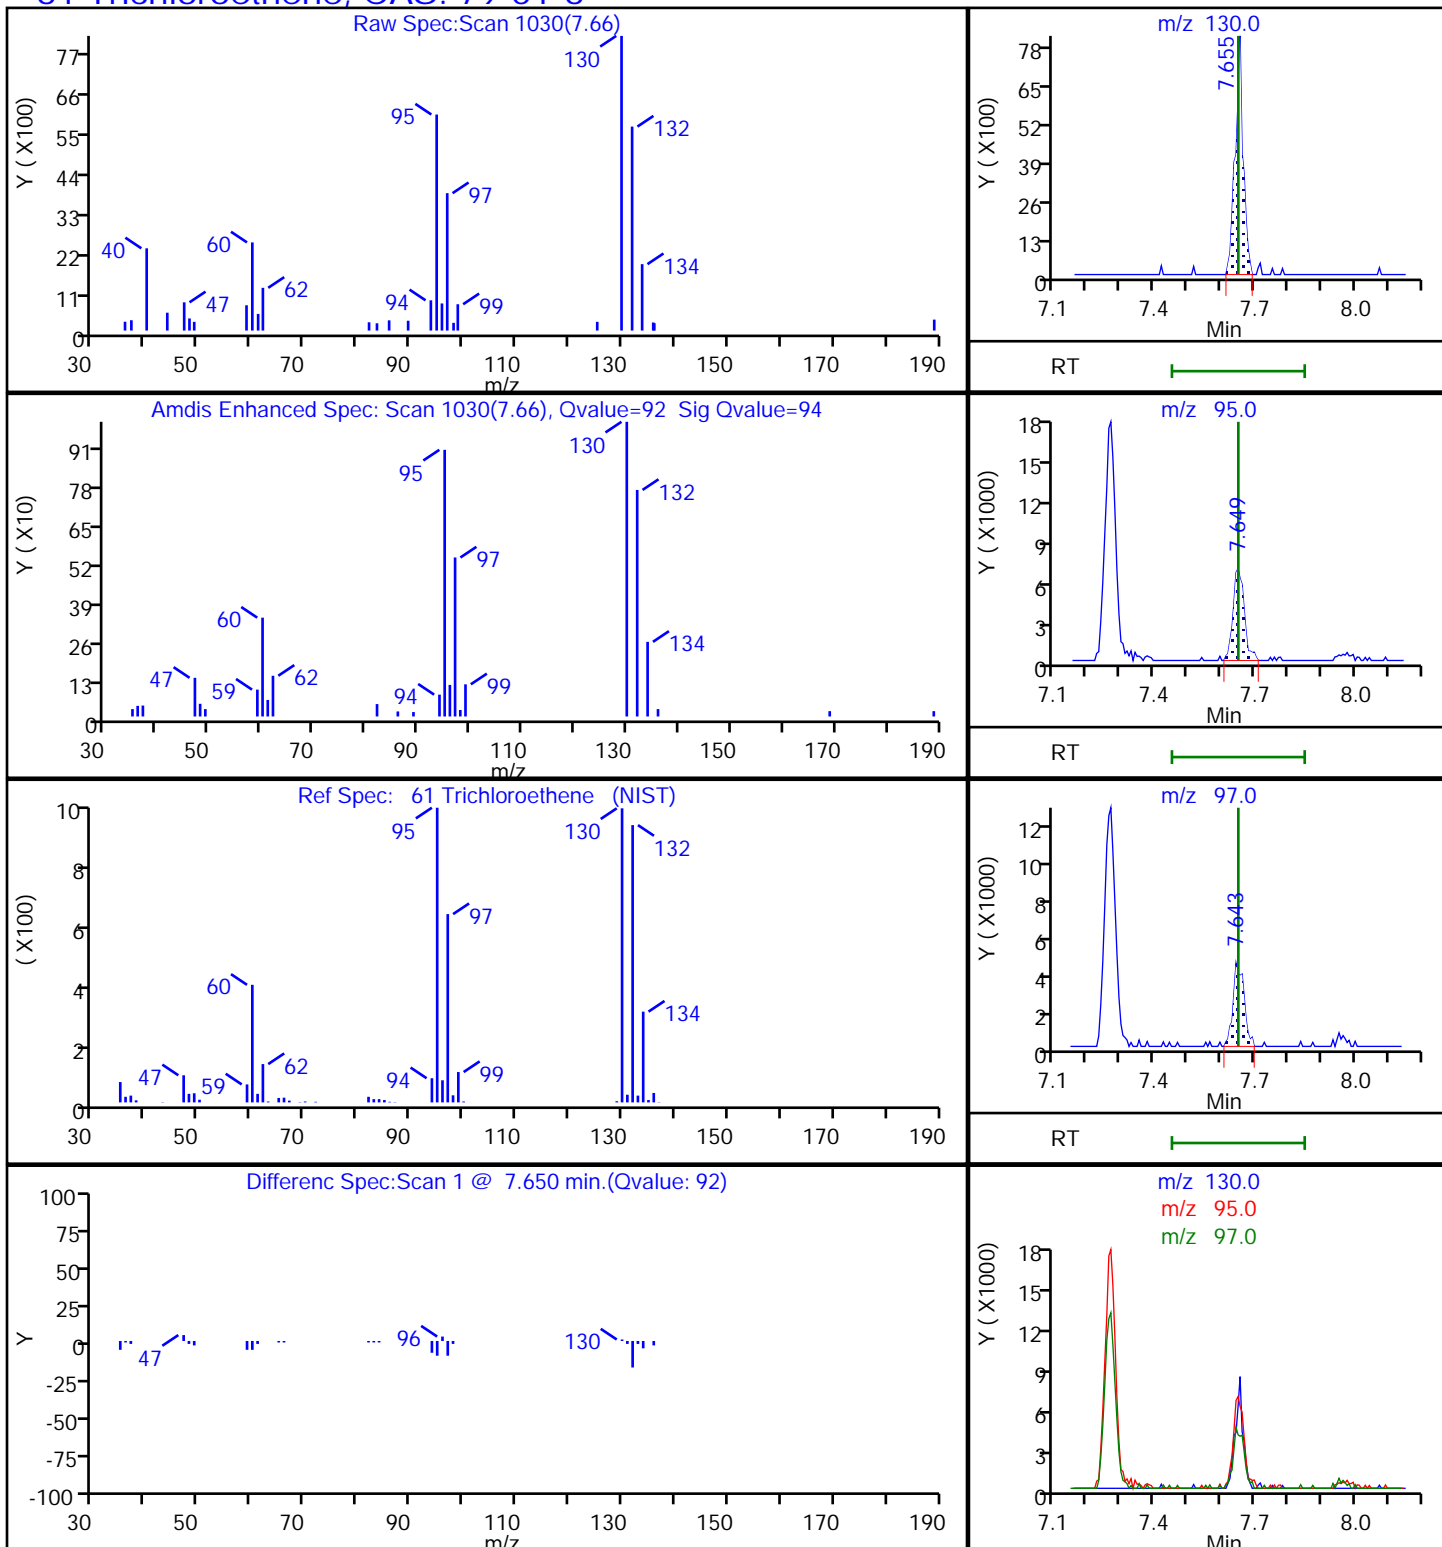 Raw Spec:Scan 1030(7.66)
Y ( X100)
77
66
55
44
33
22
11
0
130
95
132
97
40
60
62
47
94
99
134
30 50 70 90 110 130 150 170 190
m/z
m/z 130.0
Y ( X100)
78
65
52
39
26
13
0
7.655
7.1 7.4 7.7 8.0
Min
RT
Amdis Enhanced Spec: Scan 1030(7.66), Qvalue=92 Sig Qvalue=94
Y ( X10)
91
78
65
52
39
26
13
0
130
95
132
97
60
47
59
62
94
99
134
30 50 70 90 110 130 150 170 190
m/z
m/z 95.0
Y ( X1000)
18
15
12
9
6
3
0
7.649
7.1 7.4 7.7 8.0
Min
RT
Ref Spec: 61 Trichloroethene (NIST)
( X100)
10
8
6
4
2
0
95
130
132
97
60
47
59
62
94
99
134
30 50 70 90 110 130 150 170 190
m/z
m/z 97.0
Y ( X1000)
12
10
8
6
4
2
0
7.643
7.1 7.4 7.7 8.0
Min
RT
Differenc Spec:Scan 1 @ 7.650 min.(Qvalue: 92)
Y
100
75
50
25
0
-25
-50
-75
-100
47
96
130
30 50 70 90 110 130 150 170 190
m/z
m/z 130.0
m/z 95.0
m/z 97.0
Y ( X1000)
18
15
12
9
6
3
0
7.1 7.4 7.7 8.0
Min